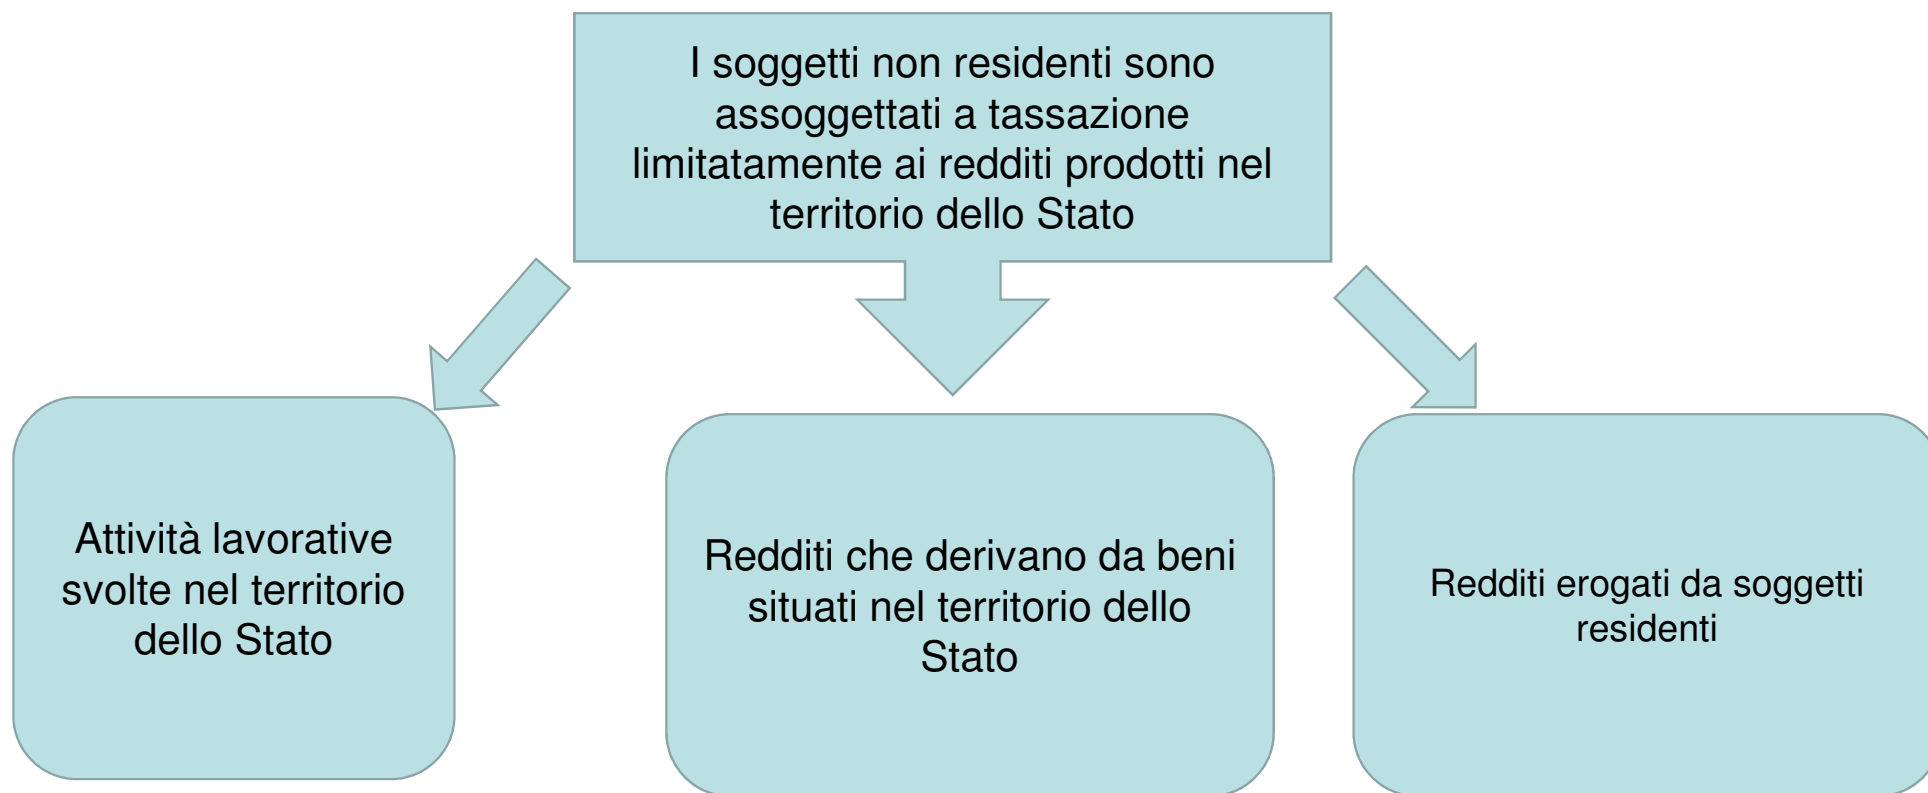 I soggetti non residenti sono
assoggettati a tassazione
limitatamente ai redditi prodotti nel
territorio dello Stato
Attività lavorative
svolte nel territorio
dello Stato
Redditi che derivano da beni
situati nel territorio dello
Stato
Redditi erogati da soggetti
residenti